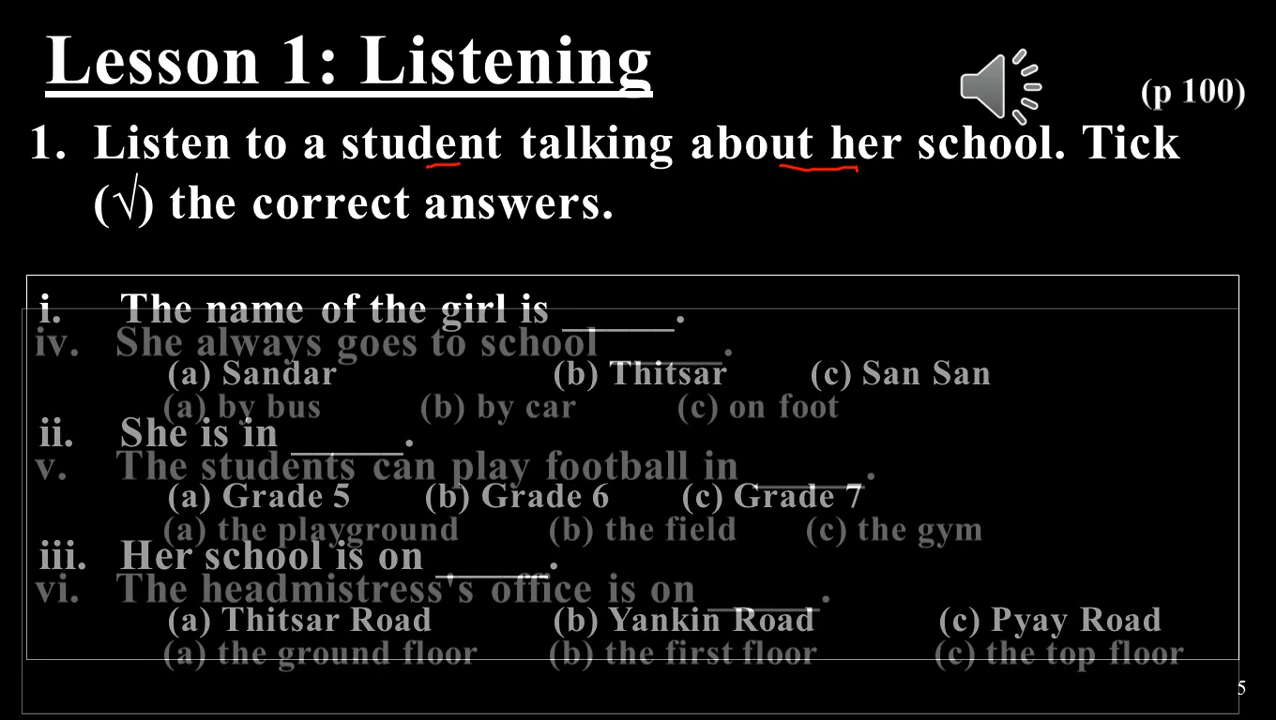 Lesson 1: Listening
(p 100)
1. Listen to a student talking about her school. Tick
(√) the correct answers.
i. The name of the girl is _____.
iv. She always goes to school _____.
(a) Sandar (b) Thitsar (c) San San
(a) by bus (b) by car (c) on foot
ii. She is in _____.
v. The students can play football in _____.
(a) Grade 5 (b) Grade 6 (c) Grade 7
(a) the playground (b) the field (c) the gym
iii. Her school is on _____.
vi. The headmistress's office is on _____.
(a) Thitsar Road (b) Yankin Road (c) Pyay Road
(a) the ground floor (b) the first floor (c) the top floor
5